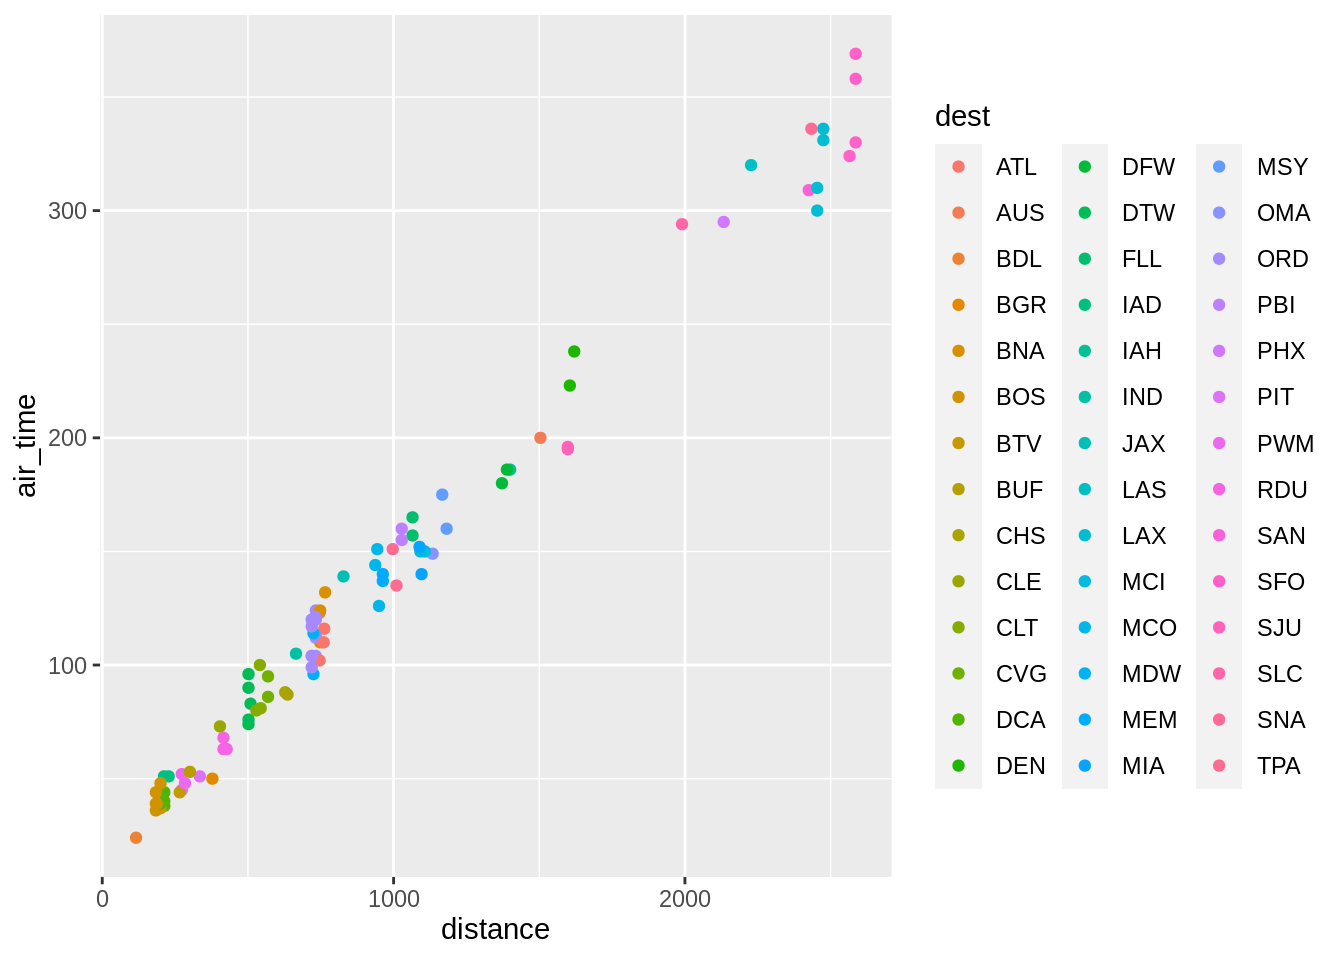 300
200
100
0
1000
2000
distance
air_time
dest
ATL
AUS
BDL
BGR
BNA
BOS
BTV
BUF
CHS
CLE
CLT
CVG
DCA
DEN
DFW
DTW
FLL
IAD
IAH
IND
JAX
LAS
LAX
MCI
MCO
MDW
MEM
MIA
MSY
OMA
ORD
PBI
PHX
PIT
PWM
RDU
SAN
SFO
SJU
SLC
SNA
TPA